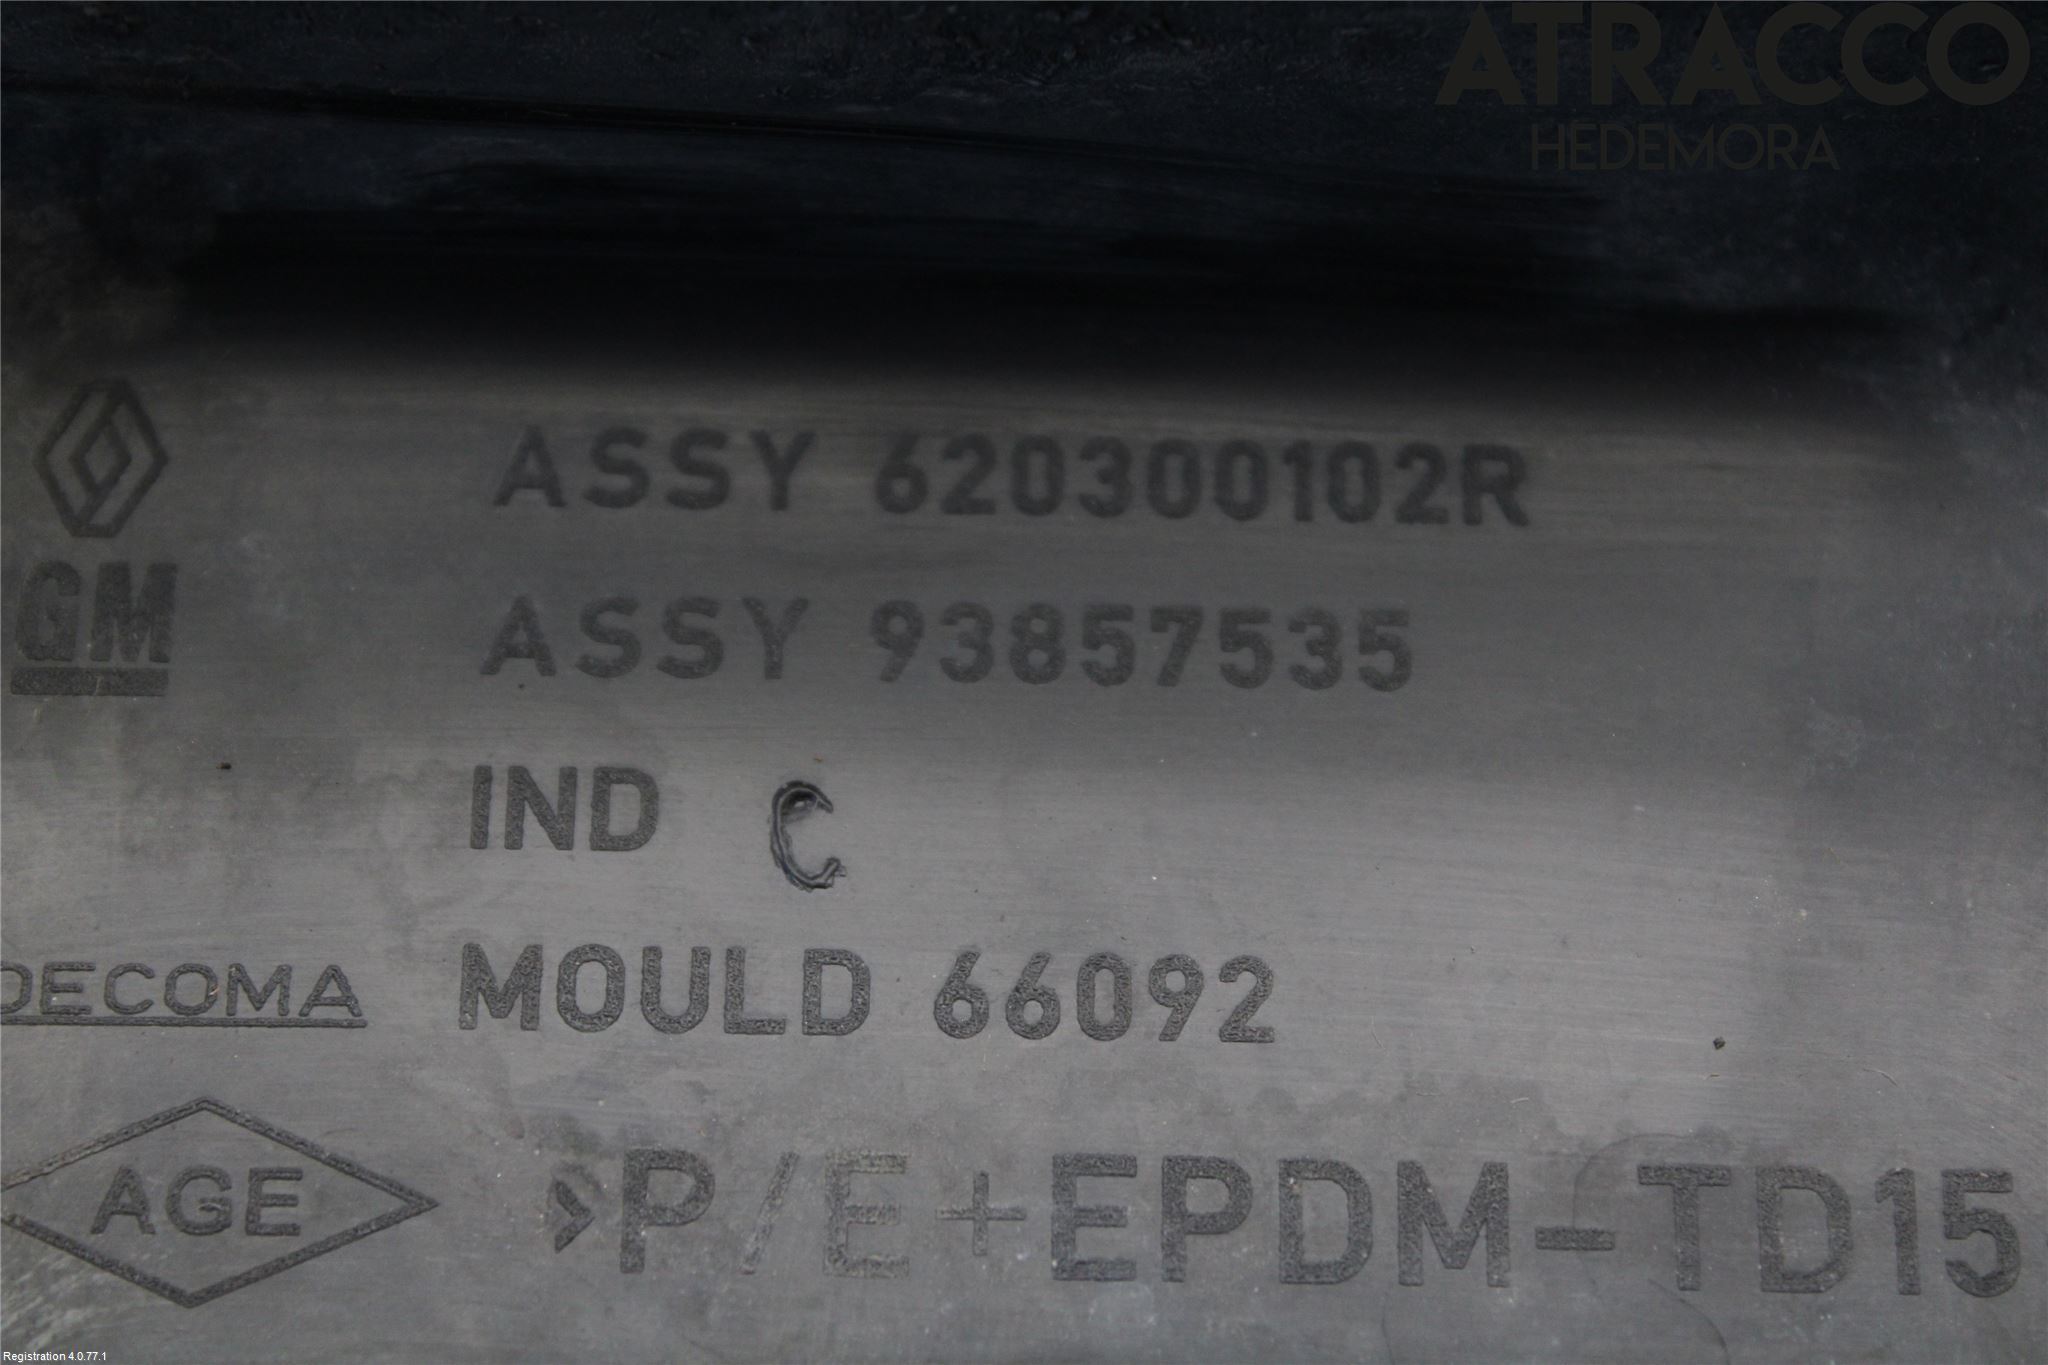 ATRACCO
HEDEMORA
ASSY 620300102R
GM ASSY 93857535
IND C
DECOMA MOULD 66092
AGE >P/E+EPDM-TD15
Registration 4.0.77.1